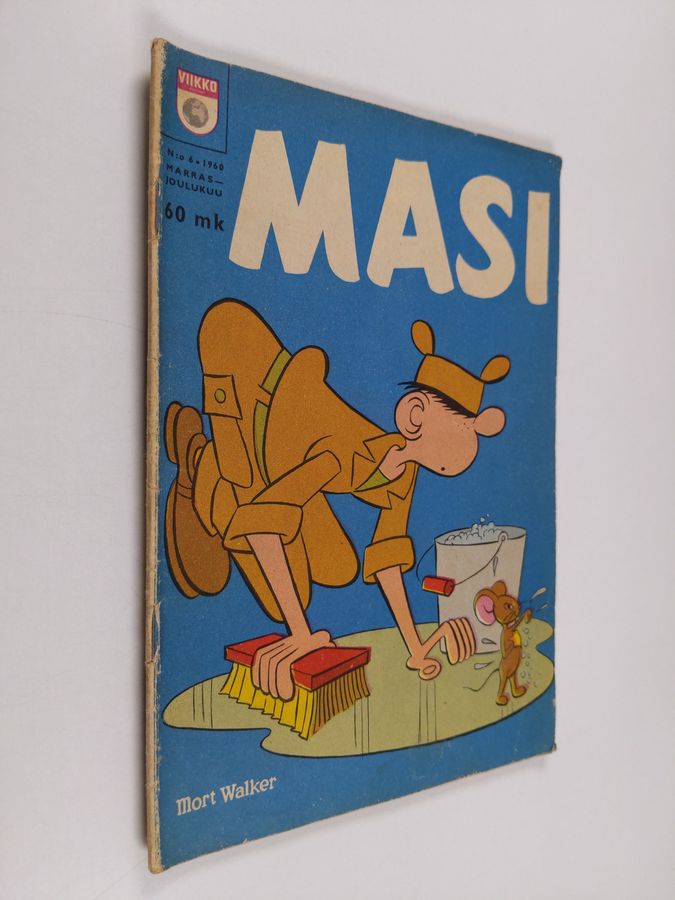 VIIKKO
N:o 6 • 1960
MARRAS—
JOULUKUU
60 mk
MASI
Mort Walker